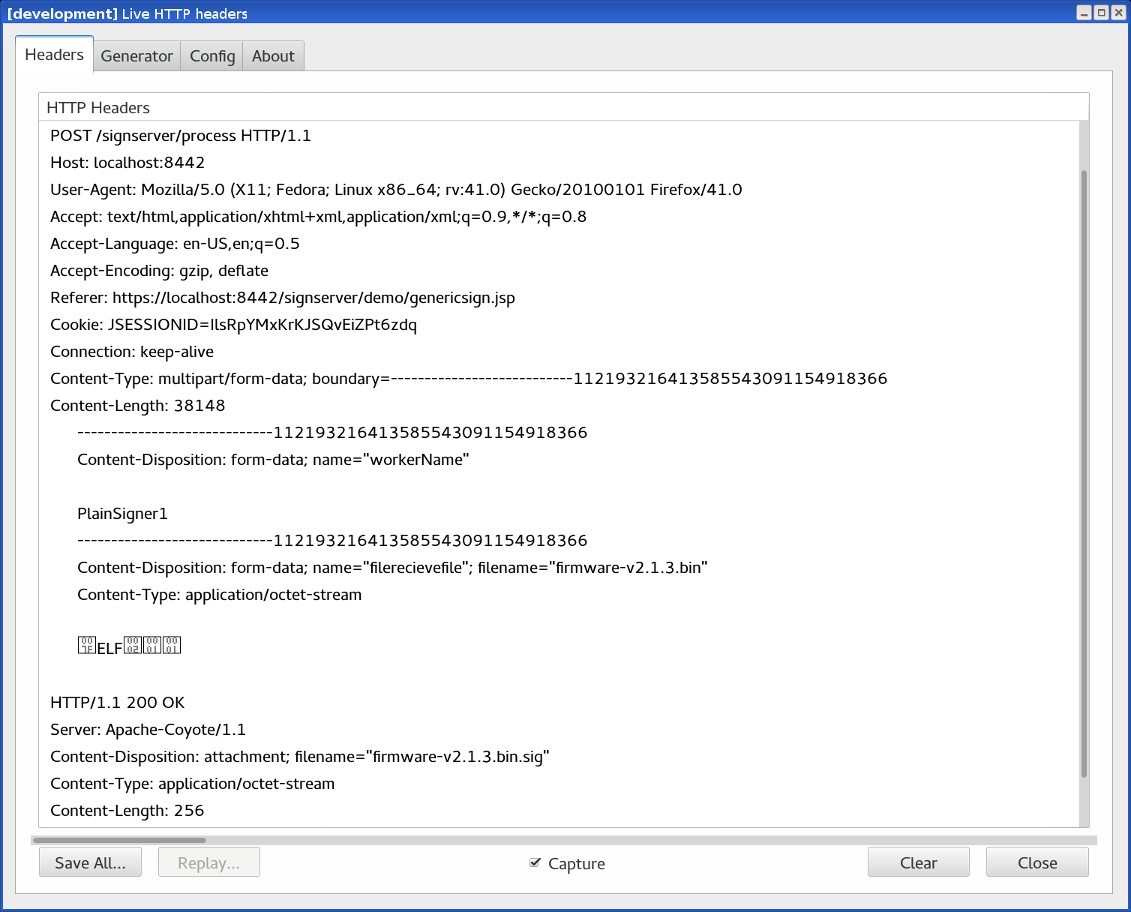 [development] Live HTTP headers
Headers Generator Config About
HTTP Headers
POST /signserver/process HTTP/1.1
Host: localhost:8442
User-Agent: Mozilla/5.0 (X11; Fedora; Linux x86_64; rv:41.0) Gecko/20100101 Firefox/41.0
Accept: text/html,application/xhtml+xml,application/xml;q=0.9,*/*;q=0.8
Accept-Language: en-US,en;q=0.5
Accept-Encoding: gzip, deflate
Referer: https://localhost:8442/signserver/demo/genericsign.jsp
Cookie: JSESSIONID=IlsRpYMxKrKJSQvEiZPt6zdq
Connection: keep-alive
Content-Type: multipart/form-data; boundary=---------------------------1121932164135855430911​54918366
Content-Length: 38148
-----------------------------112193216413585543091154918366
Content-Disposition: form-data; name="workerName"
PlainSigner1
-----------------------------112193216413585543091154918366
Content-Disposition: form-data; name="filerecievefile"; filename="firmware-v2.1.3.bin"
Content-Type: application/octet-stream
ELF
HTTP/1.1 200 OK
Server: Apache-Coyote/1.1
Content-Disposition: attachment; filename="firmware-v2.1.3.bin.sig"
Content-Type: application/octet-stream
Content-Length: 256
Save All... Replay... Capture Clear Close